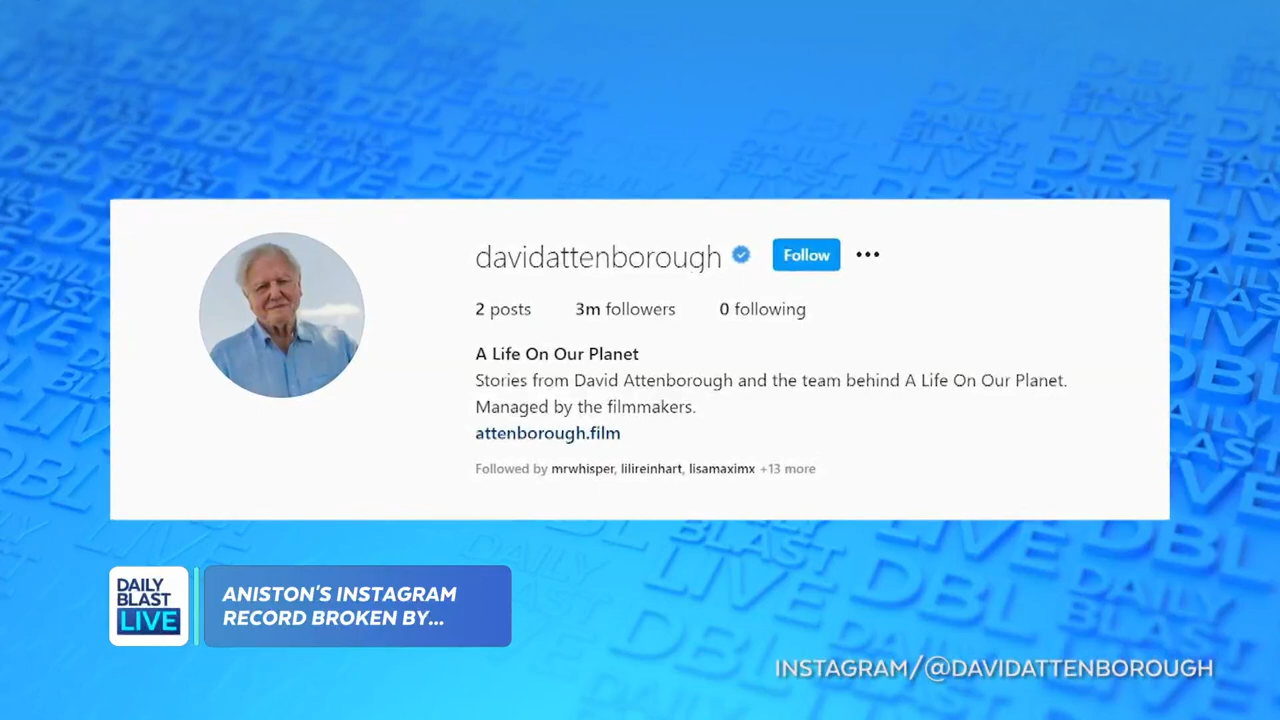 davidattenborough
Follow
2 posts 3m followers 0 following
A Life On Our Planet
Stories from David Attenborough and the team behind A Life On Our Planet.
Managed by the filmmakers.
attenborough.film
Followed by mrwhisper, lilireinhart, lisamaximx +13 more
DAILY
BLAST
LIVE
ANISTON'S INSTAGRAM
RECORD BROKEN BY...
INSTAGRAM/@DAVIDATTENBOROUGH